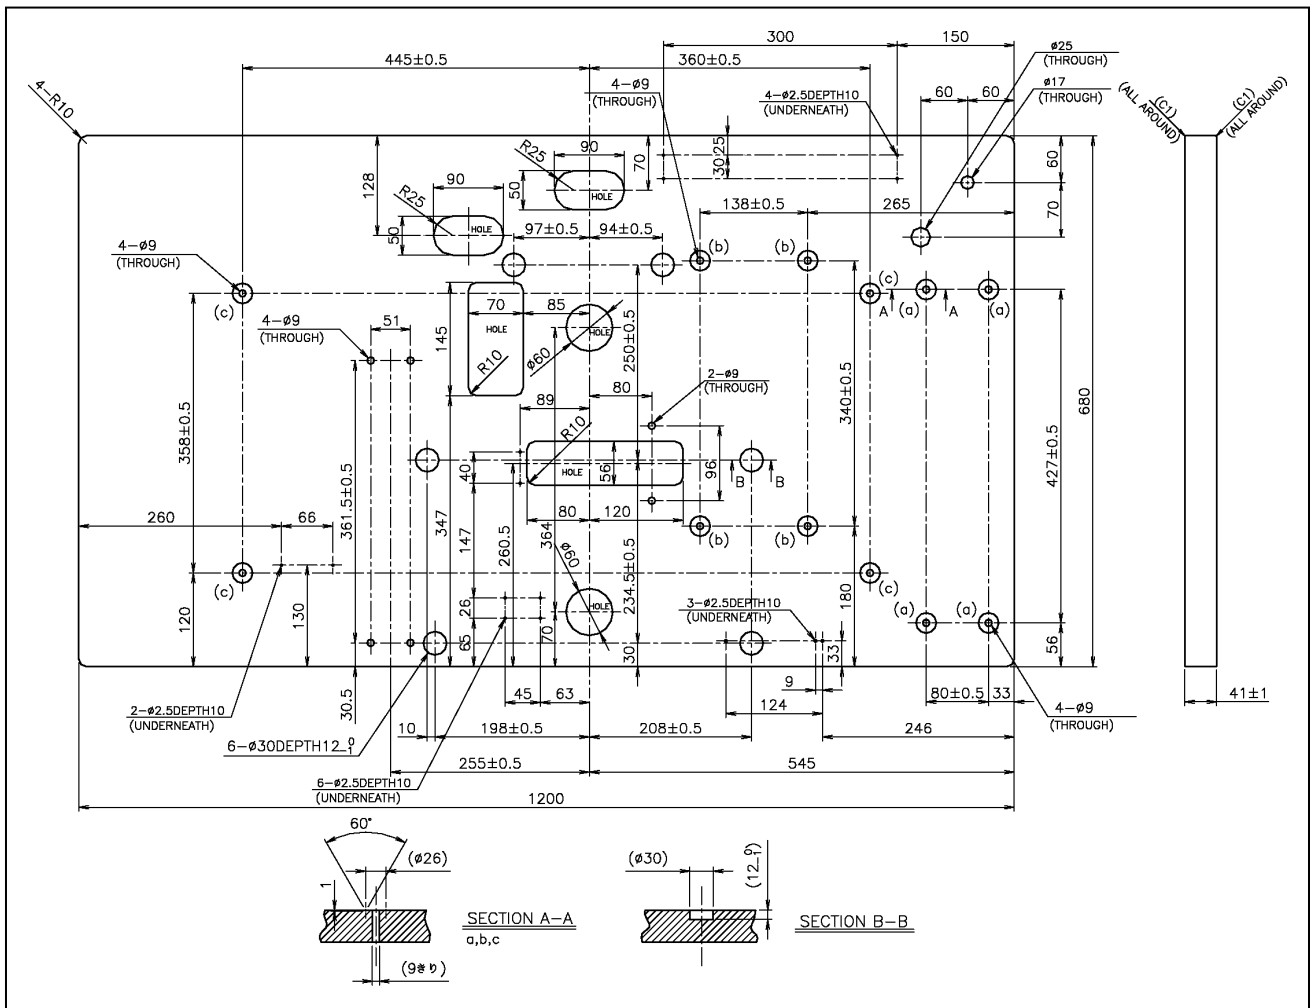 300
150
445±0.5
360±0.5
ø25
(THROUGH)
4-R10
4-ø9
(THROUGH)
4-ø2.5DEPTH10
(UNDERNEATH)
60
60
ø17
(THROUGH)
(C1)
(ALL AROUND)
(C1)
(ALL AROUND)
128
R25
90
50
HOLE
70
25
30
60
70
R25
90
50
HOLE
138±0.5
265
97±0.5
94±0.5
4-ø9
(THROUGH)
(b)
(b)
(c)
(c)
A
(a)
A
(a)
70
85
HOLE
145
R10
HOLE
ø60
250±0.5
4-ø9
(THROUGH)
51
80
2-ø9
(THROUGH)
340±0.5
680
89
R10
358±0.5
361.5±0.5
427±0.5
40
HOLE
56
96
B
B
260
66
347
147
260.5
80
120
364
ø60
234.5±0.5
(b)
(b)
(c)
(c)
120
130
26
65
HOLE
70
30
3-ø2.5DEPTH10
(UNDERNEATH)
180
33
(a)
(a)
56
30.5
2-ø2.5DEPTH10
(UNDERNEATH)
45
63
9
124
80±0.5
33
4-ø9
(THROUGH)
41±1
6-ø30DEPTH12 0 -1
10
198±0.5
208±0.5
246
6-ø2.5DEPTH10
(UNDERNEATH)
255±0.5
545
1200
60°
(ø26)
1
(9きり)
SECTION A-A
a,b,c
(ø30)
(12 0 -1)
SECTION B-B